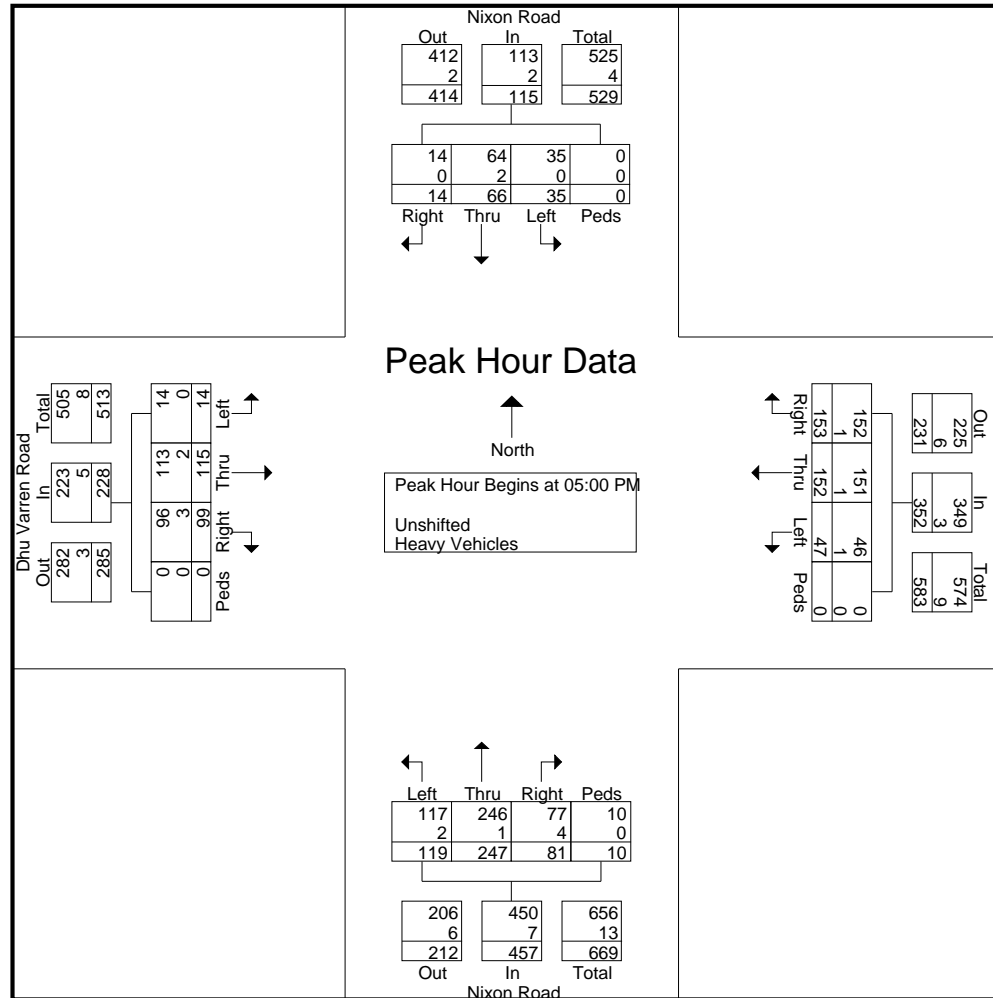 Nixon Road
Out In Total
412 113 525
2 2 4
414 115 529
14 64 35 0
0 2 0 0
14 66 35 0
Right Thru Left Peds
Peak Hour Data
North
Peak Hour Begins at 05:00 PM
Unshifted
Heavy Vehicles
Dhu Varren Road
Out In Total
282 223 505
3 5 8
285 228 513
Peds Right Thru Left
0 96 113 14
0 3 2 0
0 99 115 14
Out In Total
225 349 574
6 3 9
231 352 583
152 151 46 0
1 1 1 0
153 152 47 0
Right Thru Left Peds
Left Thru Right Peds
117 246 77 10
2 1 4 0
119 247 81 10
206 450 656
6 7 13
212 457 669
Out In Total
Nixon Road